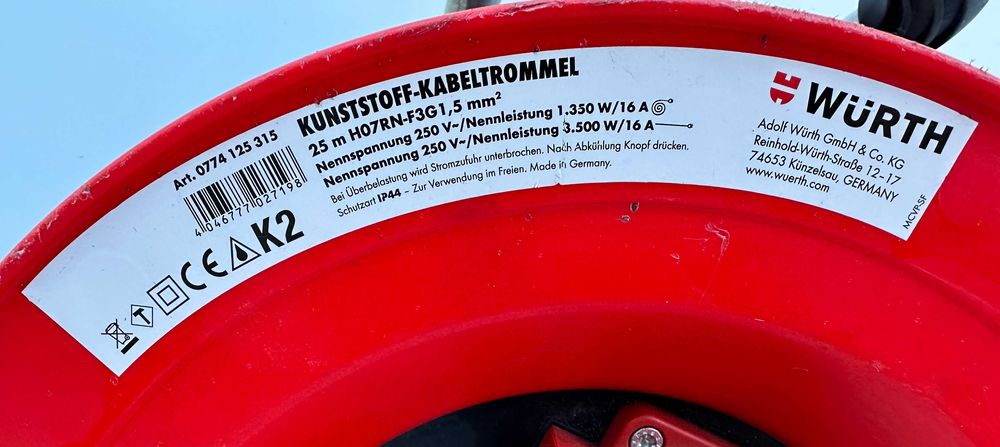 Art. 0774 125 315
4 046777 027198
CE K2
KUNSTSTOFF-KABELTROMMEL
25 m H07RN-F3G1,5 mm²
Nennspannung 250 V~/Nennleistung 1.350 W/16 A
Nennspannung 250 V~/Nennleistung 3.500 W/16 A
Bei Überbelastung wird Stromzufuhr unterbrochen. Nach Abkühlung Knopf drücken.
Schutzart IP44 – Zur Verwendung im Freien. Made in Germany.
WÜRTH
Adolf Würth GmbH & Co. KG
Reinhold-Würth-Straße 12-17
74653 Künzelsau, GERMANY
www.wuerth.com